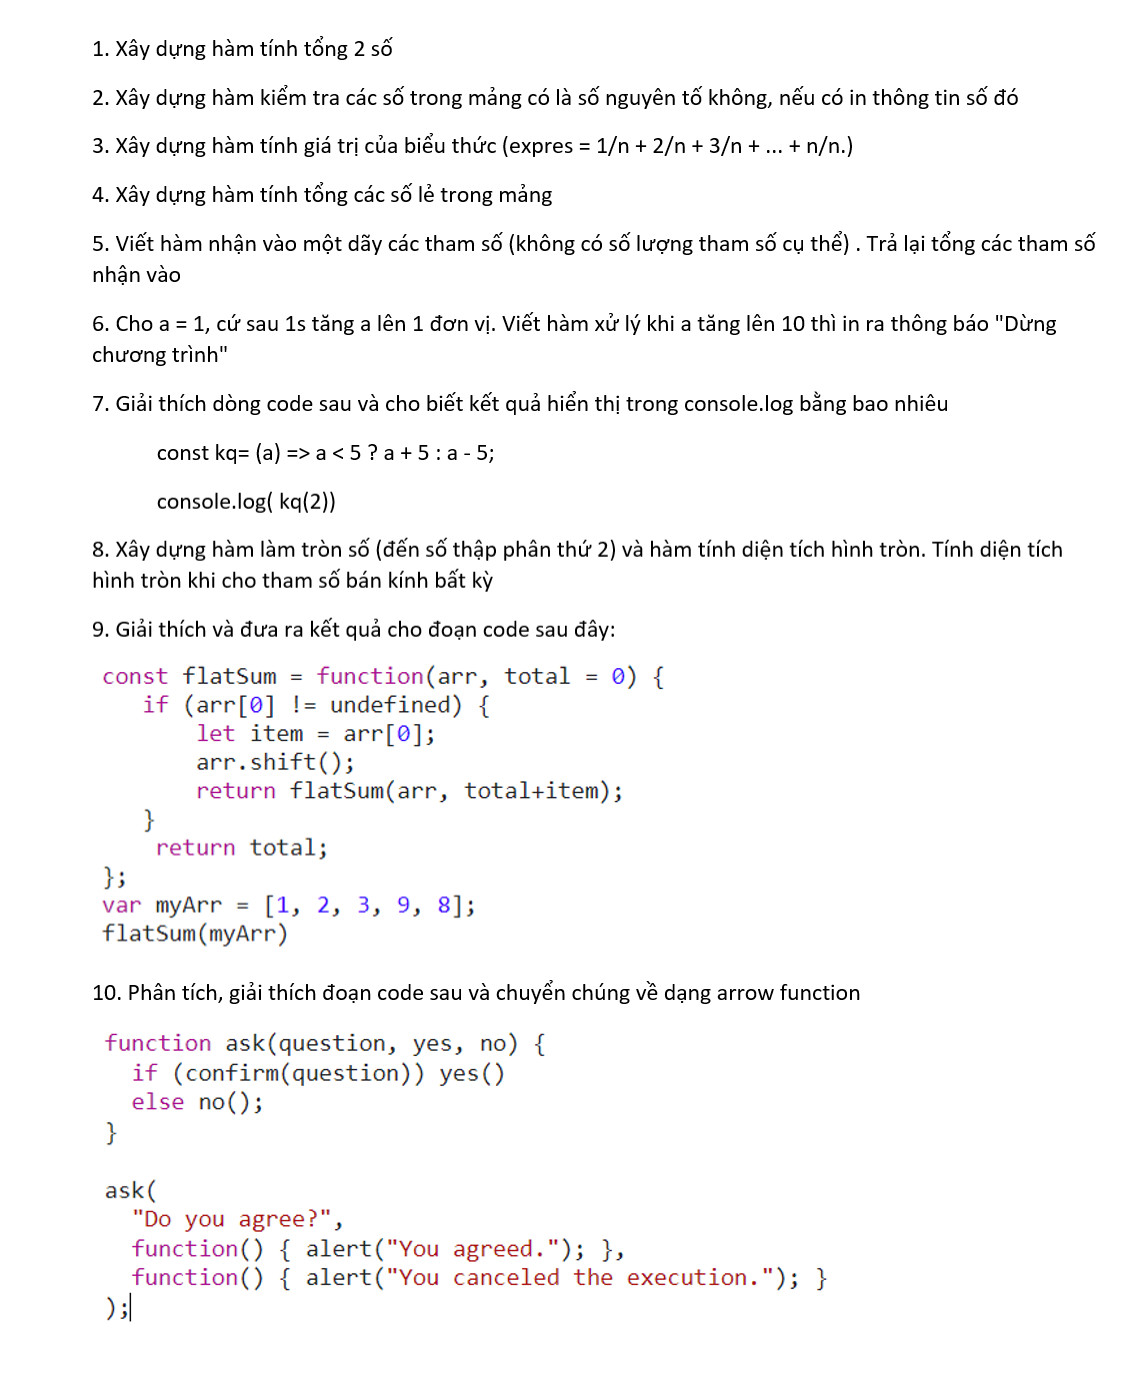 1. Xây dựng hàm tính tổng 2 số
2. Xây dựng hàm kiểm tra các số trong mảng có là số nguyên tố không, nếu có in thông tin số đó
3. Xây dựng hàm tính giá trị của biểu thức (expres = 1/n + 2/n + 3/n + ... + n/n.)
4. Xây dựng hàm tính tổng các số lẻ trong mảng
5. Viết hàm nhận vào một dãy các tham số (không có số lượng tham số cụ thể) . Trả lại tổng các tham số
nhận vào
6. Cho a = 1, cứ sau 1s tăng a lên 1 đơn vị. Viết hàm xử lý khi a tăng lên 10 thì in ra thông báo "Dừng
chương trình"
7. Giải thích dòng code sau và cho biết kết quả hiển thị trong console.log bằng bao nhiêu
const kq= (a) => a < 5 ? a + 5 : a - 5;
console.log( kq(2))
8. Xây dựng hàm làm tròn số (đến số thập phân thứ 2) và hàm tính diện tích hình tròn. Tính diện tích
hình tròn khi cho tham số bán kính bất kỳ
9. Giải thích và đưa ra kết quả cho đoạn code sau đây:
const flatSum = function(arr, total = 0) {
if (arr[0] != undefined) {
let item = arr[0];
arr.shift();
return flatSum(arr, total+item);
}
return total;
};
var myArr = [1, 2, 3, 9, 8];
flatSum(myArr)
10. Phân tích, giải thích đoạn code sau và chuyển chúng về dạng arrow function
function ask(question, yes, no) {
if (confirm(question)) yes()
else no();
}
ask(
"Do you agree?",
function() { alert("You agreed."); },
function() { alert("You canceled the execution."); }
);